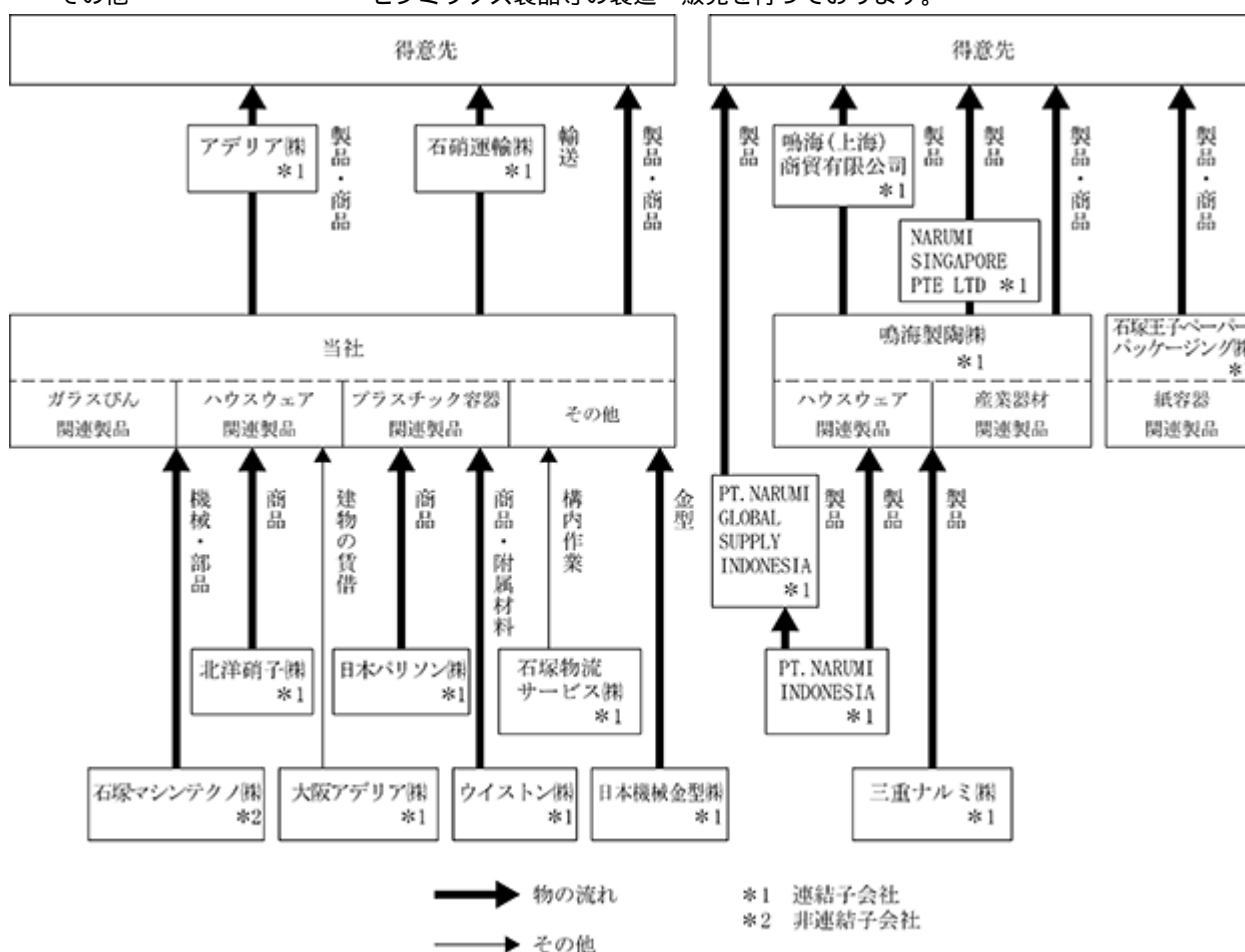 その他 セラミックス製品等の製造・販売を行っております。
得意先
得意先
アデリア㈱
*1
製品・商品
石硝運輸㈱
*1
輸送
製品・商品
製品
鳴海(上海)
商貿有限公司
*1
製品
製品
製品・商品
製品・商品
NARUMI
SINGAPORE
PTE LTD *1
当社
ガラスびん
関連製品
ハウスウェア
関連製品
プラスチック容器
関連製品
その他
鳴海製陶㈱
*1
ハウスウェア
関連製品
産業器材
関連製品
石塚王子ペーパー
パッケージング㈱
*
紙容器
関連製品
機械・部品
商品
建物の賃借
商品
商品・附属材料
構内作業
金型
PT. NARUMI
GLOBAL
SUPPLY
INDONESIA
*1
製品
製品
製品
北洋硝子㈱
*1
日本パリソン㈱
*1
石塚物流
サービス㈱
*1
PT. NARUMI
INDONESIA
*1
石塚マシンテクノ㈱
*2
大阪アデリア㈱
*1
ウイストン㈱
*1
日本機械金型㈱
*1
三重ナルミ㈱
*1
物の流れ
その他
*1 連結子会社
*2 非連結子会社